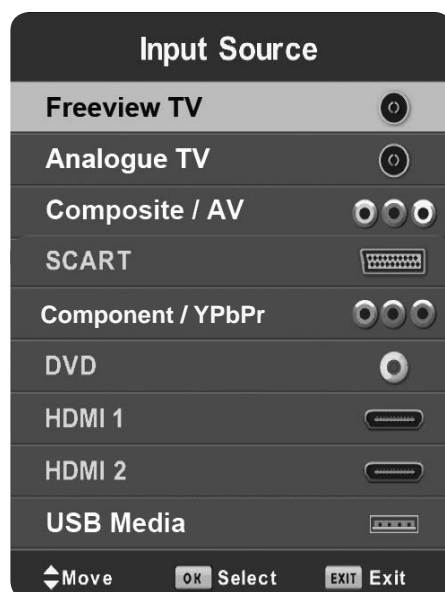 Input Source
Freeview TV
Analogue TV
Composite / AV
SCART
Component / YPbPr
DVD
HDMI 1
HDMI 2
USB Media
Move OK Select EXIT Exit